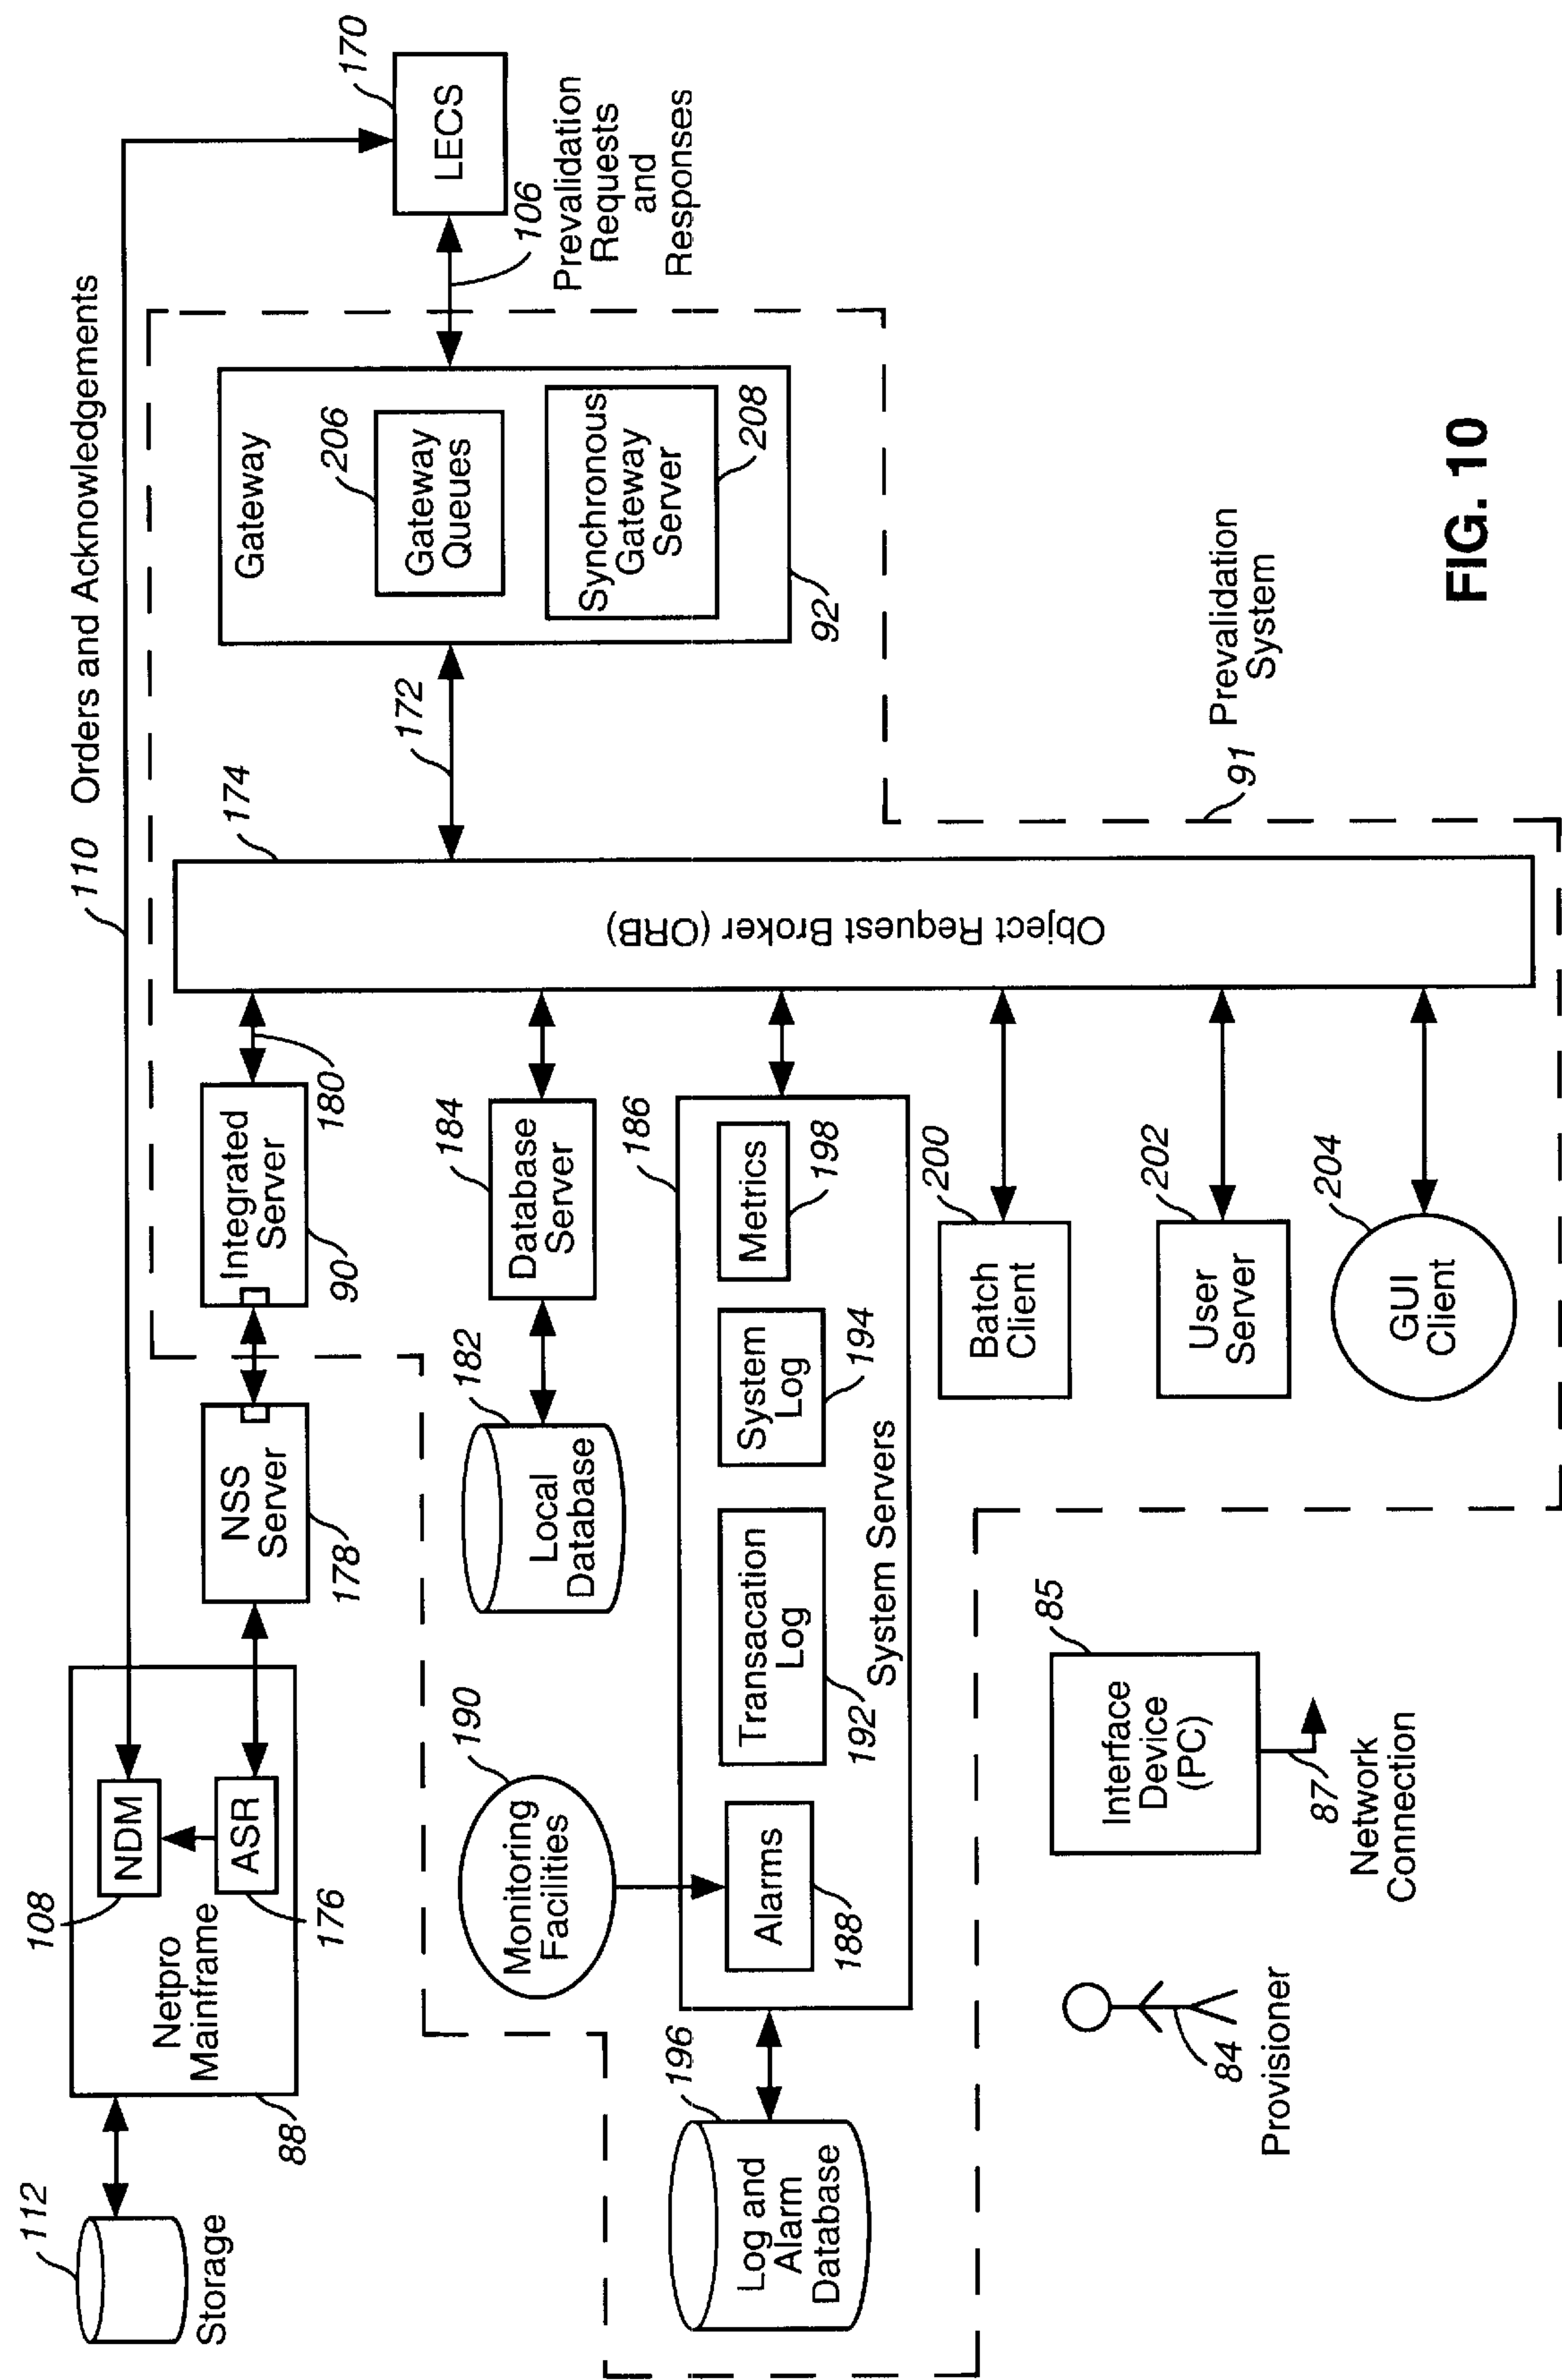 110 Orders and Acknowledgements
112
Storage
88
Netpro
Mainframe
108
NDM
ASR
176
NSS
Server
178
Integrated
Server
90
180
174
Object Request Broker (ORB)
172
Gateway
206
Gateway
Queues
Synchronous
Gateway
Server
208
92
170
LECS
106
Prevalidation
Requests
and
Responses
190
Monitoring
Facilities
182
Local
Database
184
Database
Server
196
Log and
Alarm
Database
186
Alarms
188
Transacation
Log
192
System
Log
194
Metrics
198
System Servers
200
Batch
Client
202
User
Server
204
GUI
Client
91 Prevalidation
System
84
Provisioner
85
Interface
Device
(PC)
87
Network
Connection
FIG. 10